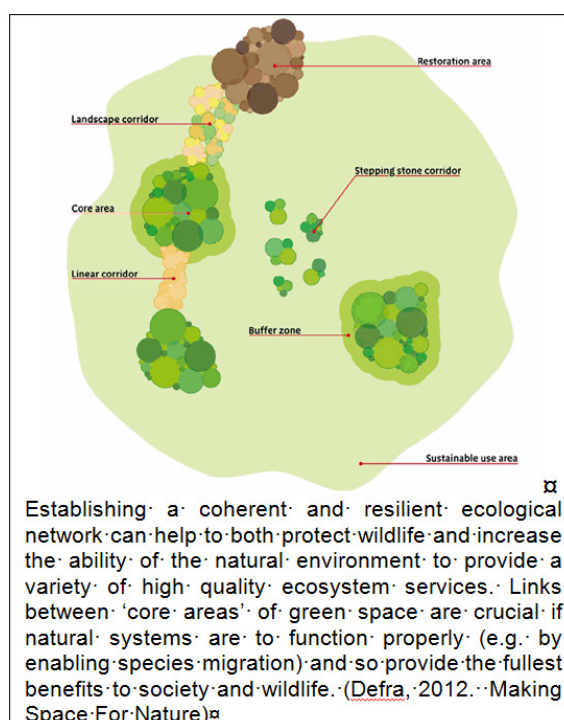 Restoration area
Landscape corridor
Stepping stone corridor
Core area
Linear corridor
Buffer zone
Sustainable use area
¤
Establishing· a· coherent· and· resilient· ecological
network·can·help·to·both·protect·wildlife·and·increase
the· ability· of· the· natural· environment· to· provide· a
variety· of· high· quality· ecosystem· services.· Links
between· ‘core· areas’· of· green· space· are· crucial· if
natural· systems· are· to· function· properly· (e.g.· by
enabling·species·migration)·and·so·provide·the·fullest
benefits·to·society·and·wildlife.·(Defra,·2012.··Making
Space·For·Nature)¤